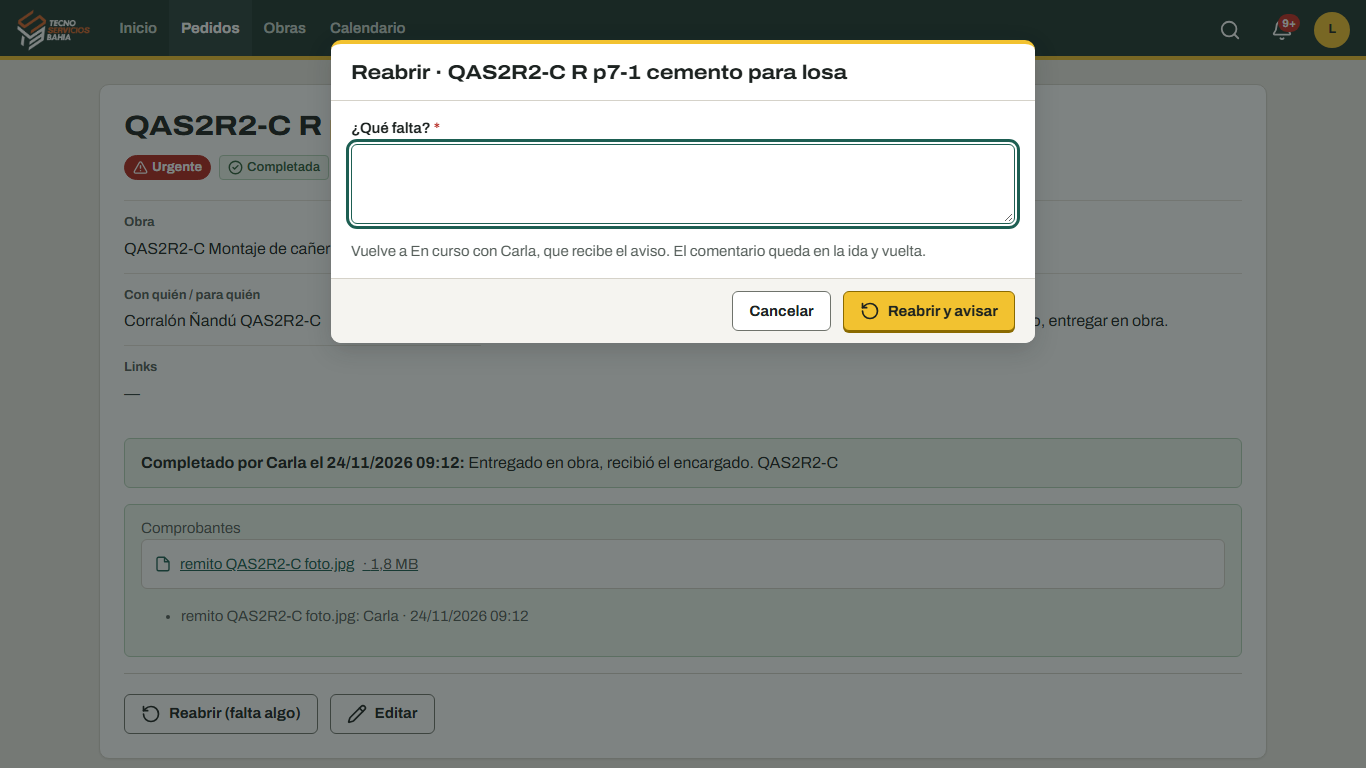 TECNO
SERVICIOS
BAHIA
Inicio
Pedidos
Obras
Calendario
9+
L
Reabrir · QAS2R2-C R p7-1 cemento para losa
¿Qué falta? *
Vuelve a En curso con Carla, que recibe el aviso. El comentario queda en la ida y vuelta.
Cancelar
Reabrir y avisar
QAS2R2-C R
Urgente
Completada
Obra
QAS2R2-C Montaje de cañer
Con quién / para quién
Corralón Ñandú QAS2R2-C
, entregar en obra.
Links
—
Completado por Carla el 24/11/2026 09:12: Entregado en obra, recibió el encargado. QAS2R2-C
Comprobantes
remito QAS2R2-C foto.jpg · 1,8 MB
• remito QAS2R2-C foto.jpg: Carla · 24/11/2026 09:12
Reabrir (falta algo)
Editar